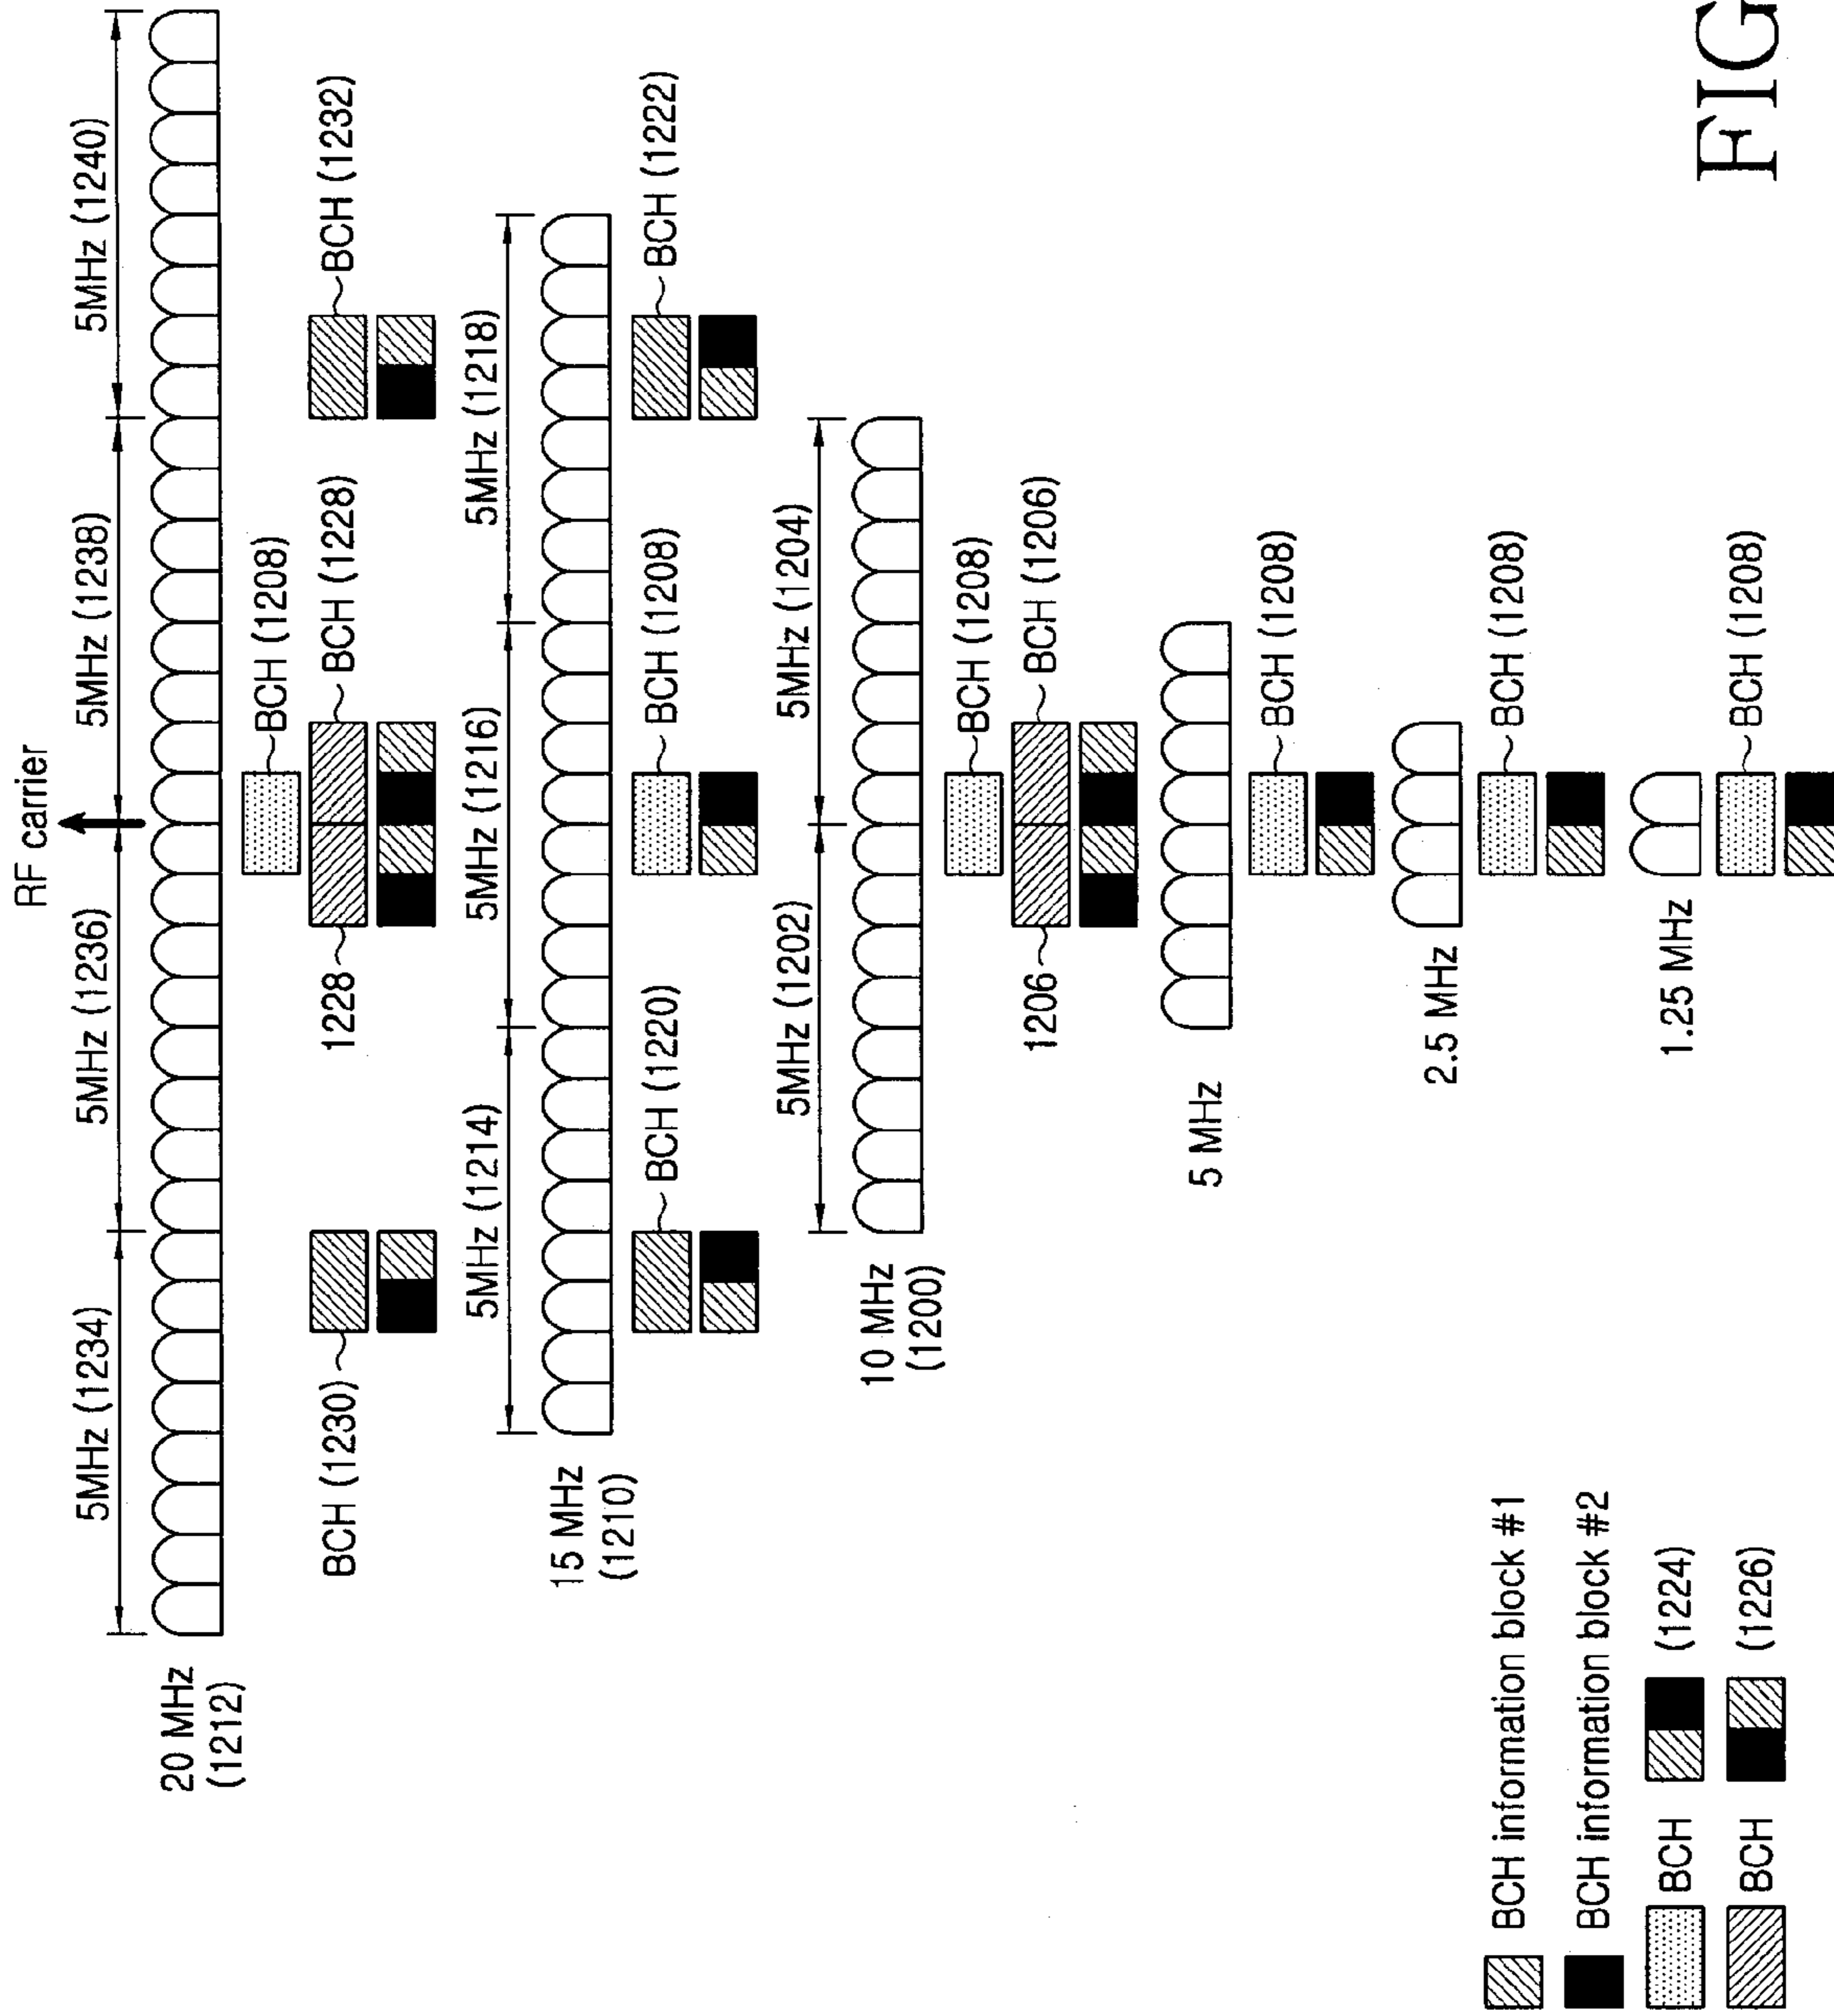 RF carrier
5MHz (1234)
5MHz (1236)
5MHz (1238)
5MHz (1240)
20 MHz
(1212)
BCH (1208)
BCH (1230)
1228
BCH (1228)
BCH (1232)
5MHz (1214)
5MHz (1216)
5MHz (1218)
15 MHz
(1210)
BCH (1220)
BCH (1208)
BCH (1222)
5MHz (1202)
5MHz (1204)
10 MHz
(1200)
BCH (1208)
1206
BCH (1206)
5 MHz
BCH (1208)
2.5 MHz
BCH (1208)
1.25 MHz
BCH (1208)
BCH information block #1
BCH information block #2
BCH (1224)
BCH (1226)
FIG